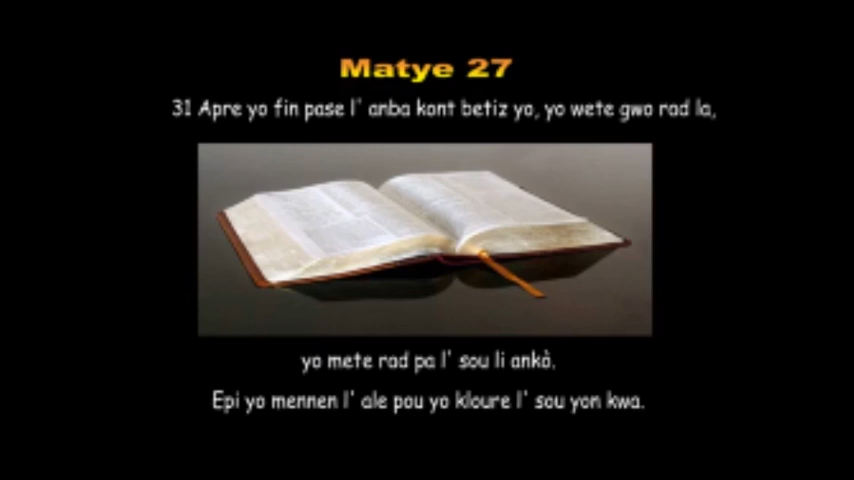 Matye 27
31 Apre yo fin pase l' anba kont betiz yo, yo wete gwo rad la,
yo mete rad pa l' sou li ankò.
Epi yo mennen l' ale pou yo kloure l' sou yon kwa.